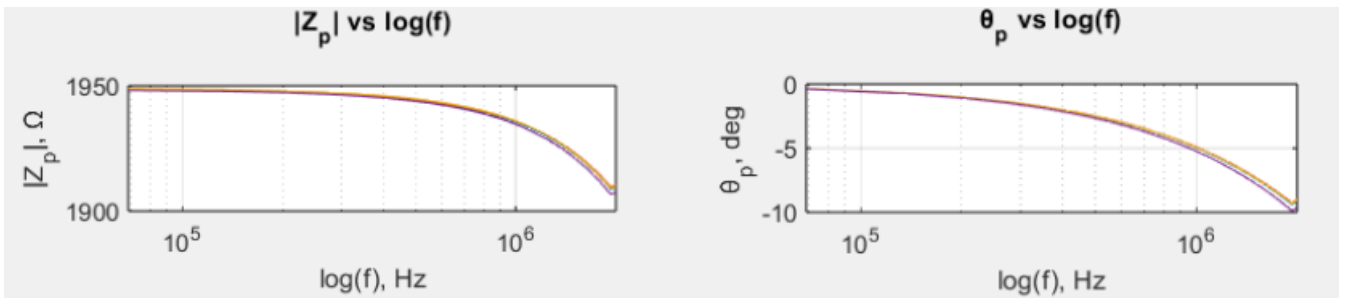 |Z_p| vs log(f)
1950
1900
|Z_p|, Ω
10^5
10^6
log(f), Hz
θ_p vs log(f)
0
-5
-10
θ_p, deg
10^5
10^6
log(f), Hz